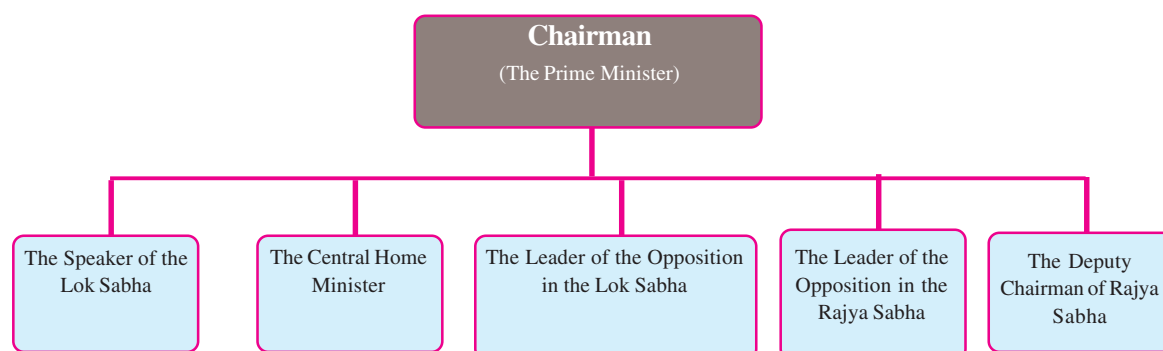 Chairman
(The Prime Minister)
The Speaker of the
Lok Sabha
The Central Home
Minister
The Leader of the Opposition
in the Lok Sabha
The Leader of the
Opposition in the
Rajya Sabha
The Deputy
Chairman of Rajya
Sabha